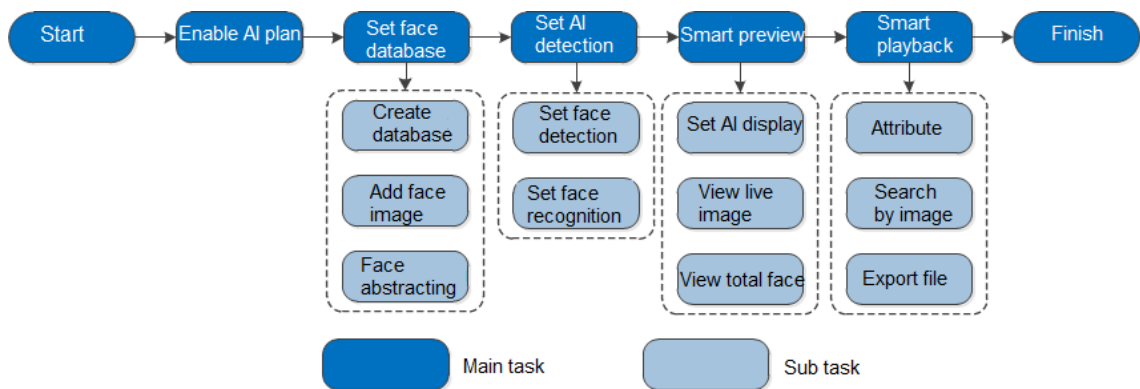 Start
Enable AI plan
Set face
database
Set AI
detection
Smart preview
Smart
playback
Finish
Create
database
Add face
image
Face
abstracting
Set face
detection
Set face
recognition
Set AI display
View live
image
View total face
Attribute
Search
by image
Export file
Main task
Sub task